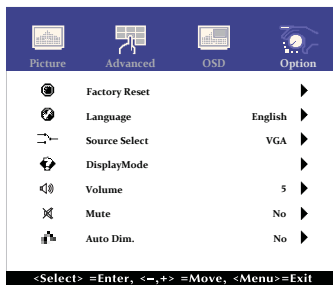 Picture Advanced OSD Option
Factory Reset
Language English
Source Select VGA
DisplayMode
Volume 5
Mute No
Auto Dim. No
<Select> =Enter, <–,+> =Move, <Menu>=Exit